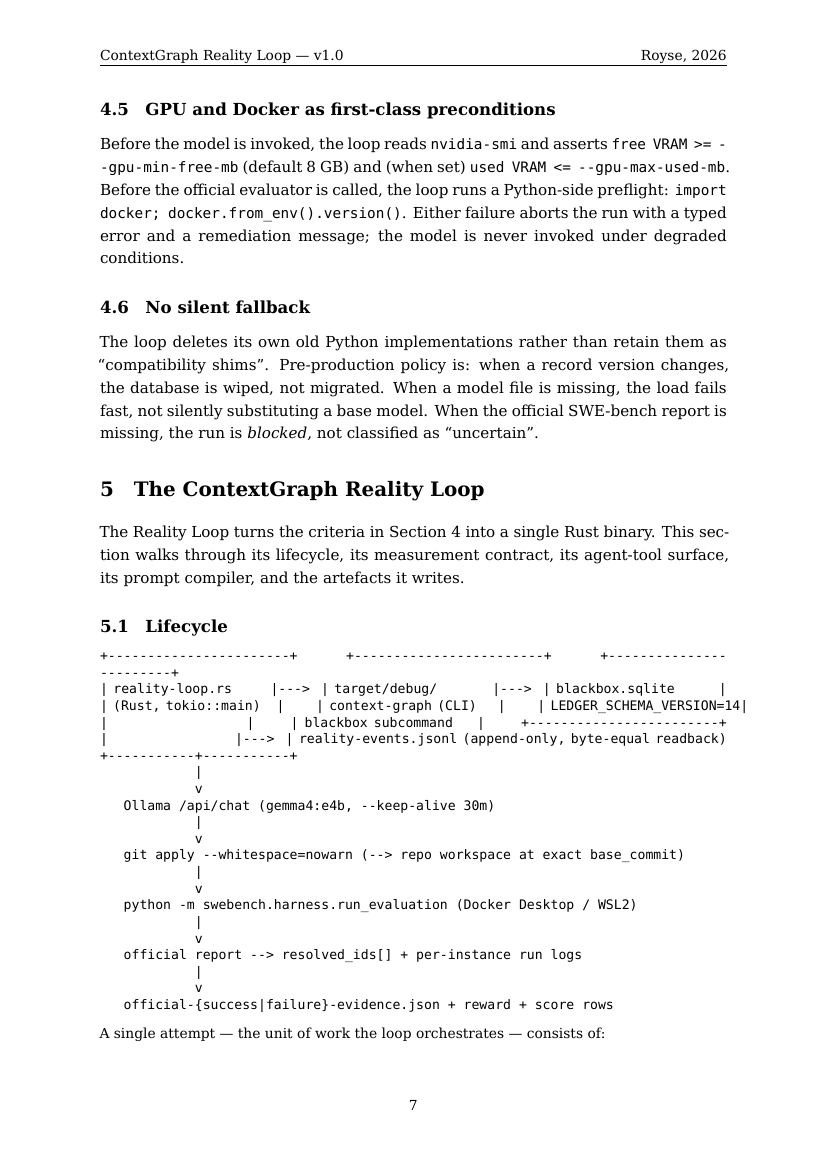 ContextGraph Reality Loop — v1.0 Royse, 2026
4.5 GPU and Docker as first-class preconditions
Before the model is invoked, the loop reads nvidia-smi and asserts free VRAM >= -
-gpu-min-free-mb (default 8 GB) and (when set) used VRAM <= --gpu-max-used-mb.
Before the official evaluator is called, the loop runs a Python-side preflight: import
docker; docker.from_env().version(). Either failure aborts the run with a typed
error and a remediation message; the model is never invoked under degraded
conditions.
4.6 No silent fallback
The loop deletes its own old Python implementations rather than retain them as
“compatibility shims”. Pre-production policy is: when a record version changes,
the database is wiped, not migrated. When a model file is missing, the load fails
fast, not silently substituting a base model. When the official SWE-bench report is
missing, the run is blocked, not classified as “uncertain”.
5 The ContextGraph Reality Loop
The Reality Loop turns the criteria in Section 4 into a single Rust binary. This sec-
tion walks through its lifecycle, its measurement contract, its agent-tool surface,
its prompt compiler, and the artefacts it writes.
5.1 Lifecycle
+-----------------------+ +------------------------+ +---------------
---------+
| reality-loop.rs |---> | target/debug/ |---> | blackbox.sqlite |
| (Rust, tokio::main) | | context-graph (CLI) | | LEDGER_SCHEMA_VERSION=14|
| | | blackbox subcommand | +------------------------+
| |---> | reality-events.jsonl (append-only, byte-equal readback)
+-----------+-----------+
|
v
Ollama /api/chat (gemma4:e4b, --keep-alive 30m)
|
v
git apply --whitespace=nowarn (--> repo workspace at exact base_commit)
|
v
python -m swebench.harness.run_evaluation (Docker Desktop / WSL2)
|
v
official report --> resolved_ids[] + per-instance run logs
|
v
official-{success|failure}-evidence.json + reward + score rows
A single attempt — the unit of work the loop orchestrates — consists of:
7